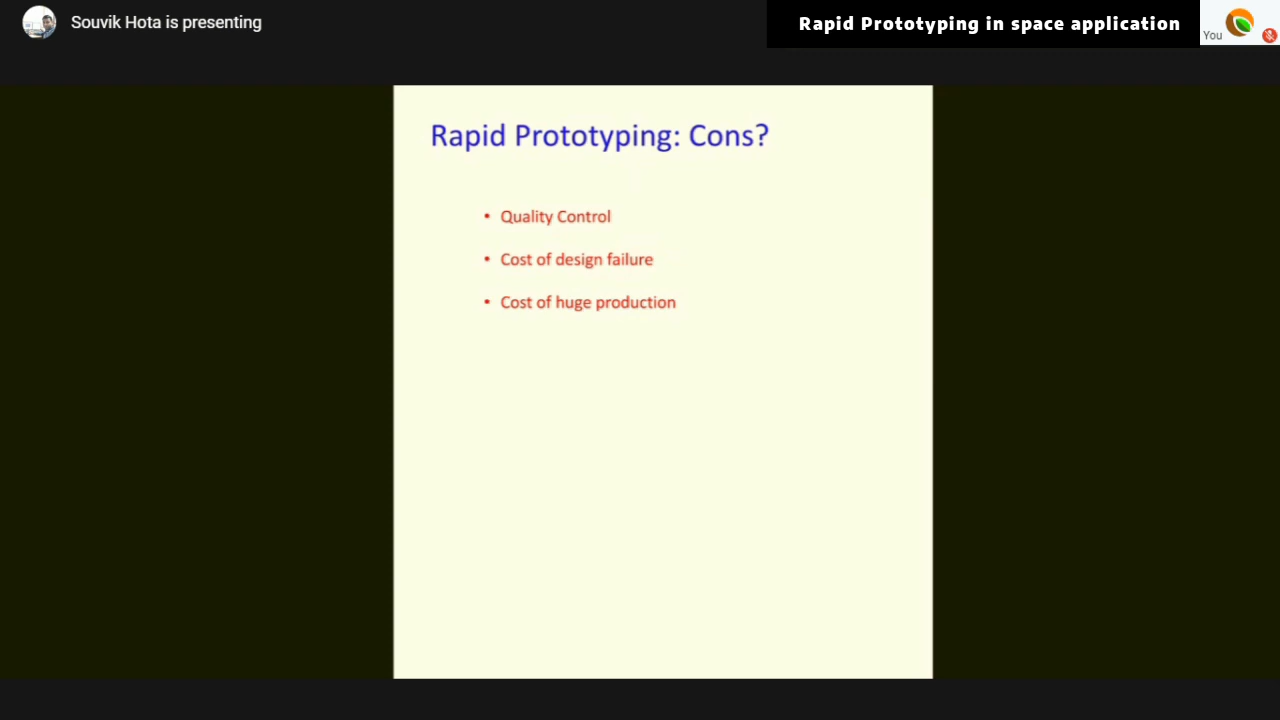 Souvik Hota is presenting
Rapid Prototyping in space application
You
Rapid Prototyping: Cons?
• Quality Control
• Cost of design failure
• Cost of huge production